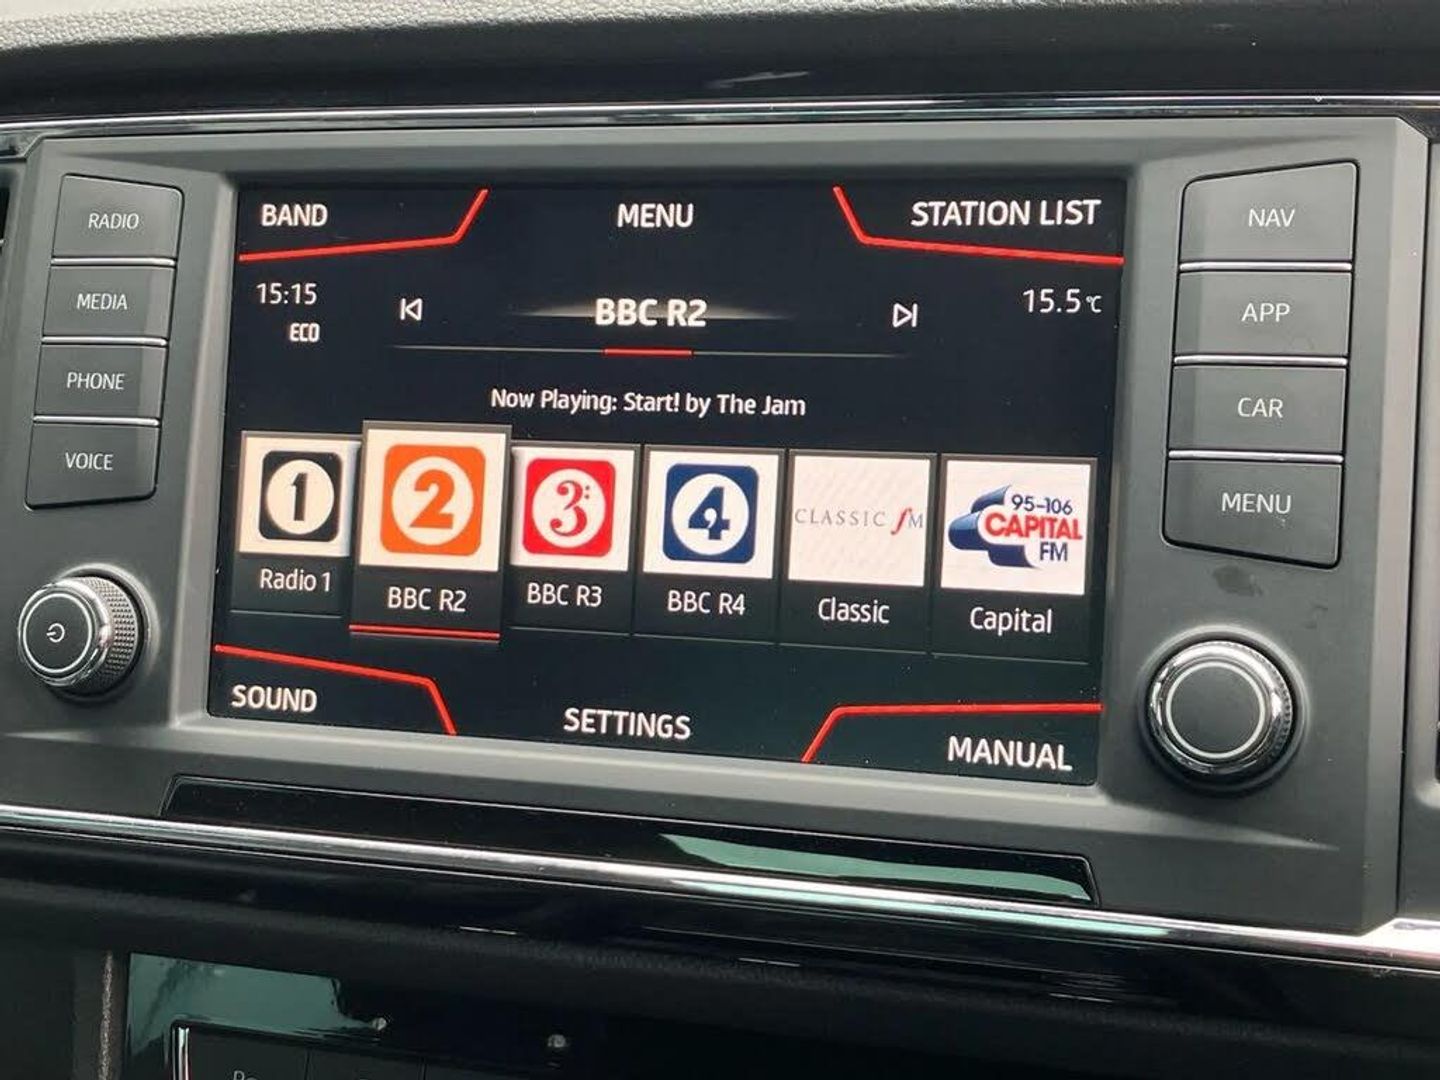 RADIO
MEDIA
PHONE
VOICE
BAND
MENU
STATION LIST
15:15
ECO
BBC R2
15.5°C
Now Playing: Start! by The Jam
1
2
3
4
CLASSIC fM
95-106
CAPITAL
FM
Radio 1
BBC R2
BBC R3
BBC R4
Classic
Capital
SOUND
SETTINGS
MANUAL
NAV
APP
CAR
MENU